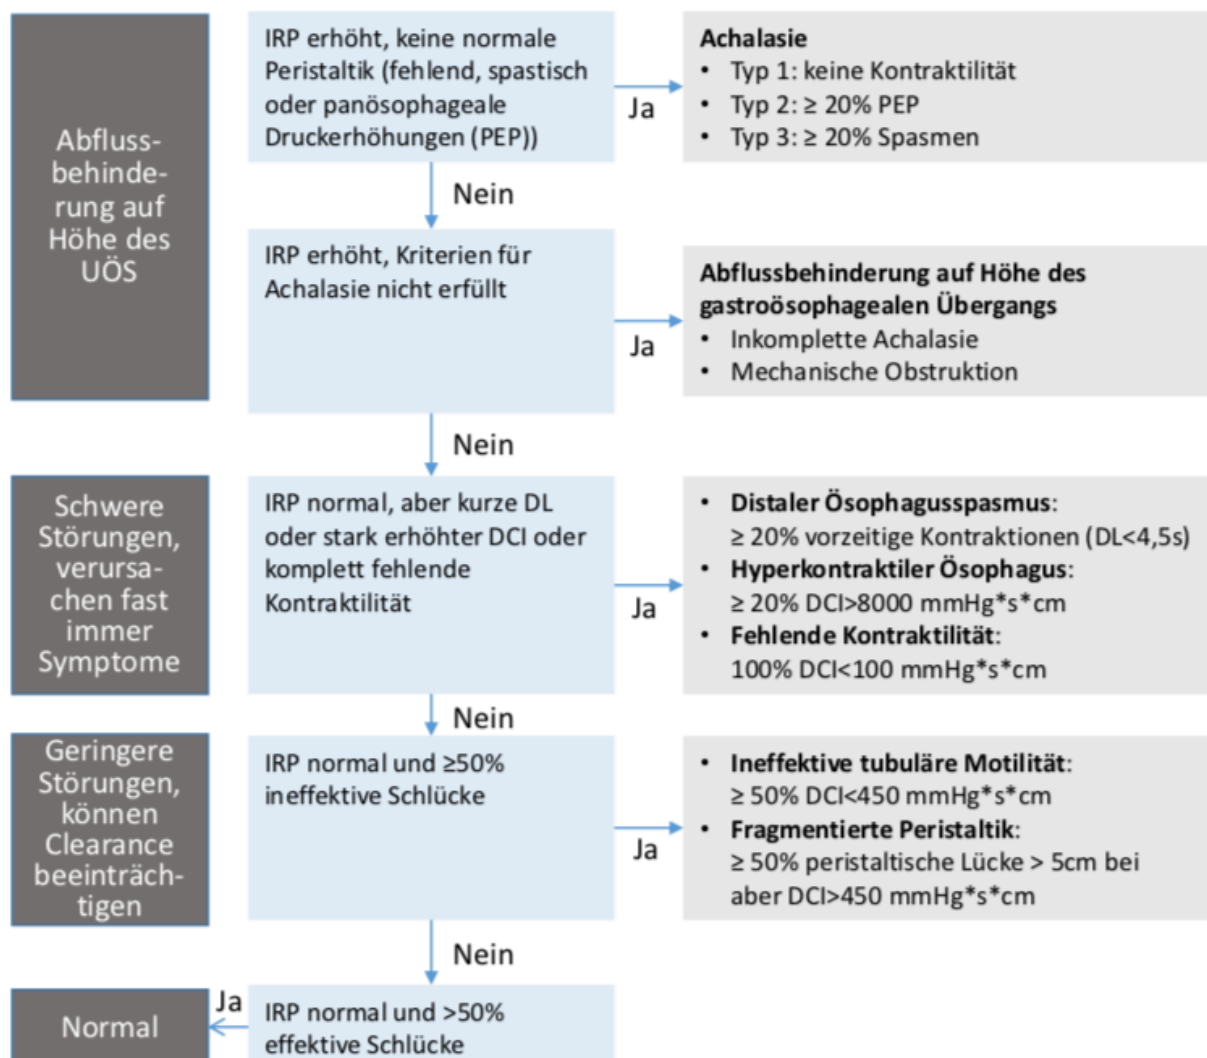 Abfluss-
behinde-
rung auf
Höhe des
UÖS
IRP erhöht, keine normale
Peristaltik (fehlend, spastisch
oder panösophageale
Druckerhöhungen (PEP))
Ja
Achalasie
• Typ 1: keine Kontraktilität
• Typ 2: ≥ 20% PEP
• Typ 3: ≥ 20% Spasmen
Nein
IRP erhöht, Kriterien für
Achalasie nicht erfüllt
Ja
Abflussbehinderung auf Höhe des
gastroösophagealen Übergangs
• Inkomplette Achalasie
• Mechanische Obstruktion
Nein
Schwere
Störungen,
verursa-
chen fast
immer
Symptome
IRP normal, aber kurze DL
oder stark erhöhter DCI oder
komplett fehlende
Kontraktilität
Ja
• Distaler Ösophagusspasmus:
≥ 20% vorzeitige Kontraktionen (DL<4,5s)
• Hyperkontraktiler Ösophagus:
≥ 20% DCI>8000 mmHg*s*cm
• Fehlende Kontraktilität:
100% DCI<100 mmHg*s*cm
Nein
Geringere
Störungen,
können
Clearance
beeinträch-
tigen
IRP normal und ≥50%
ineffektive Schlücke
Ja
• Ineffektive tubuläre Motilität:
≥ 50% DCI<450 mmHg*s*cm
• Fragmentierte Peristaltik:
≥ 50% peristaltische Lücke > 5cm bei
aber DCI>450 mmHg*s*cm
Nein
Normal
Ja
IRP normal und >50%
effektive Schlücke